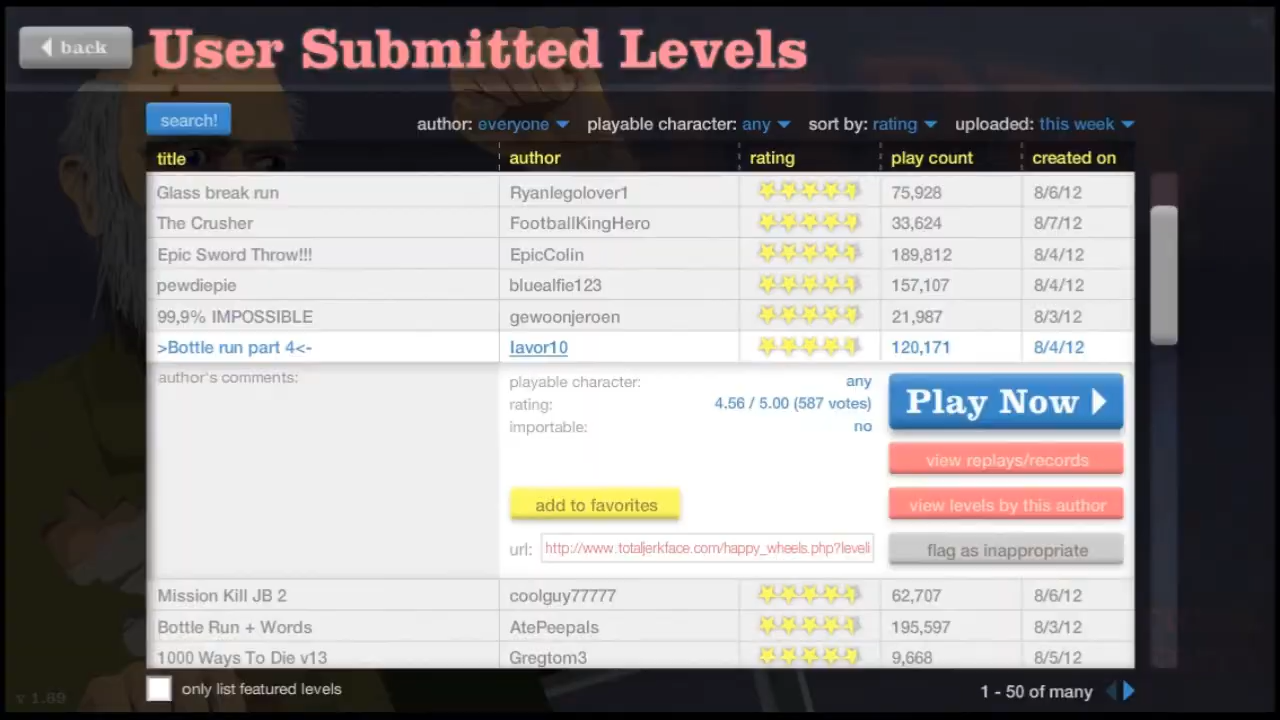 back
User Submitted Levels
search!
author: everyone playable character: any sort by: rating uploaded: this week
title author rating play count created on
Glass break run Ryanlegolover1 75,928 8/6/12
The Crusher FootballKingHero 33,624 8/7/12
Epic Sword Throw!!! EpicColin 189,812 8/4/12
pewdiepie bluealfie123 157,107 8/4/12
99,9% IMPOSSIBLE gewoonjeroen 21,987 8/3/12
>Bottle run part 4<- lavor10 120,171 8/4/12
author's comments:
playable character: any
rating: 4.56 / 5.00 (587 votes)
importable: no
Play Now
view replays/records
add to favorites
view levels by this author
url: http://www.totaljerkface.com/happy_wheels.php?leveli
flag as inappropriate
Mission Kill JB 2 coolguy77777 62,707 8/6/12
Bottle Run + Words AtePeepals 195,597 8/3/12
1000 Ways To Die v13 Gregtom3 9,668 8/5/12
v 1.69
only list featured levels
1 - 50 of many